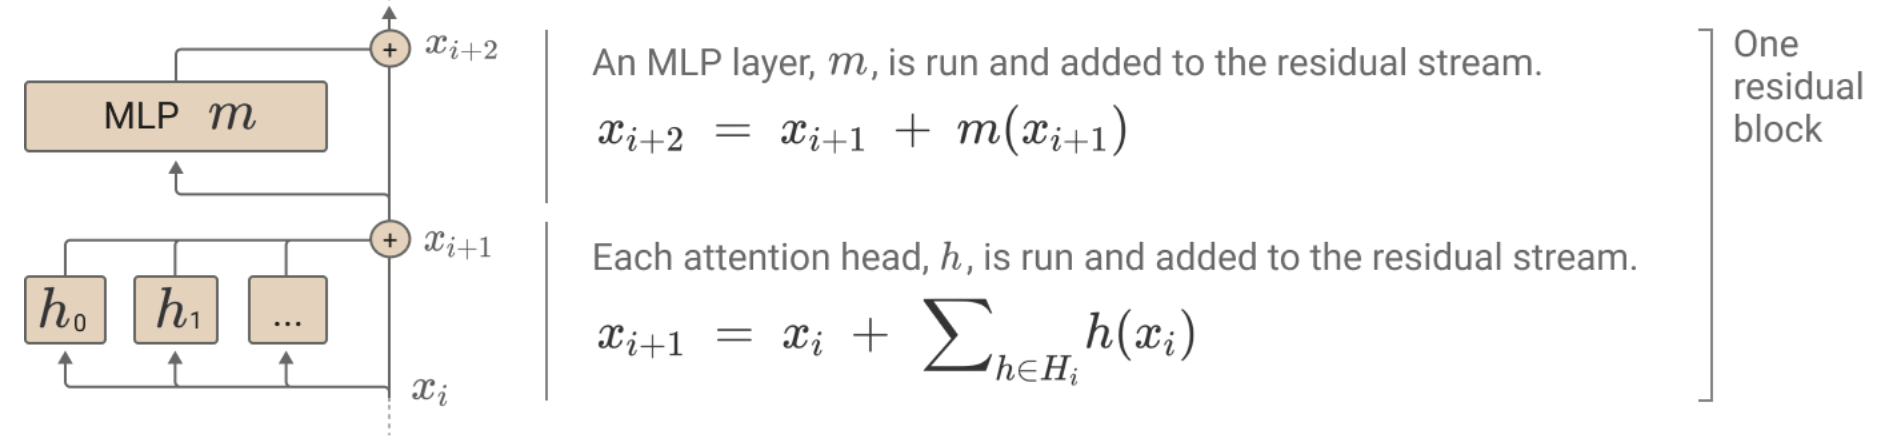 x_{i+2}
An MLP layer, m, is run and added to the residual stream.
MLP m
x_{i+2} = x_{i+1} + m(x_{i+1})
One
residual
block
x_{i+1}
Each attention head, h, is run and added to the residual stream.
h_0 h_1 ...
x_{i+1} = x_i + ∑_{h∈H_i} h(x_i)
x_i
+
+